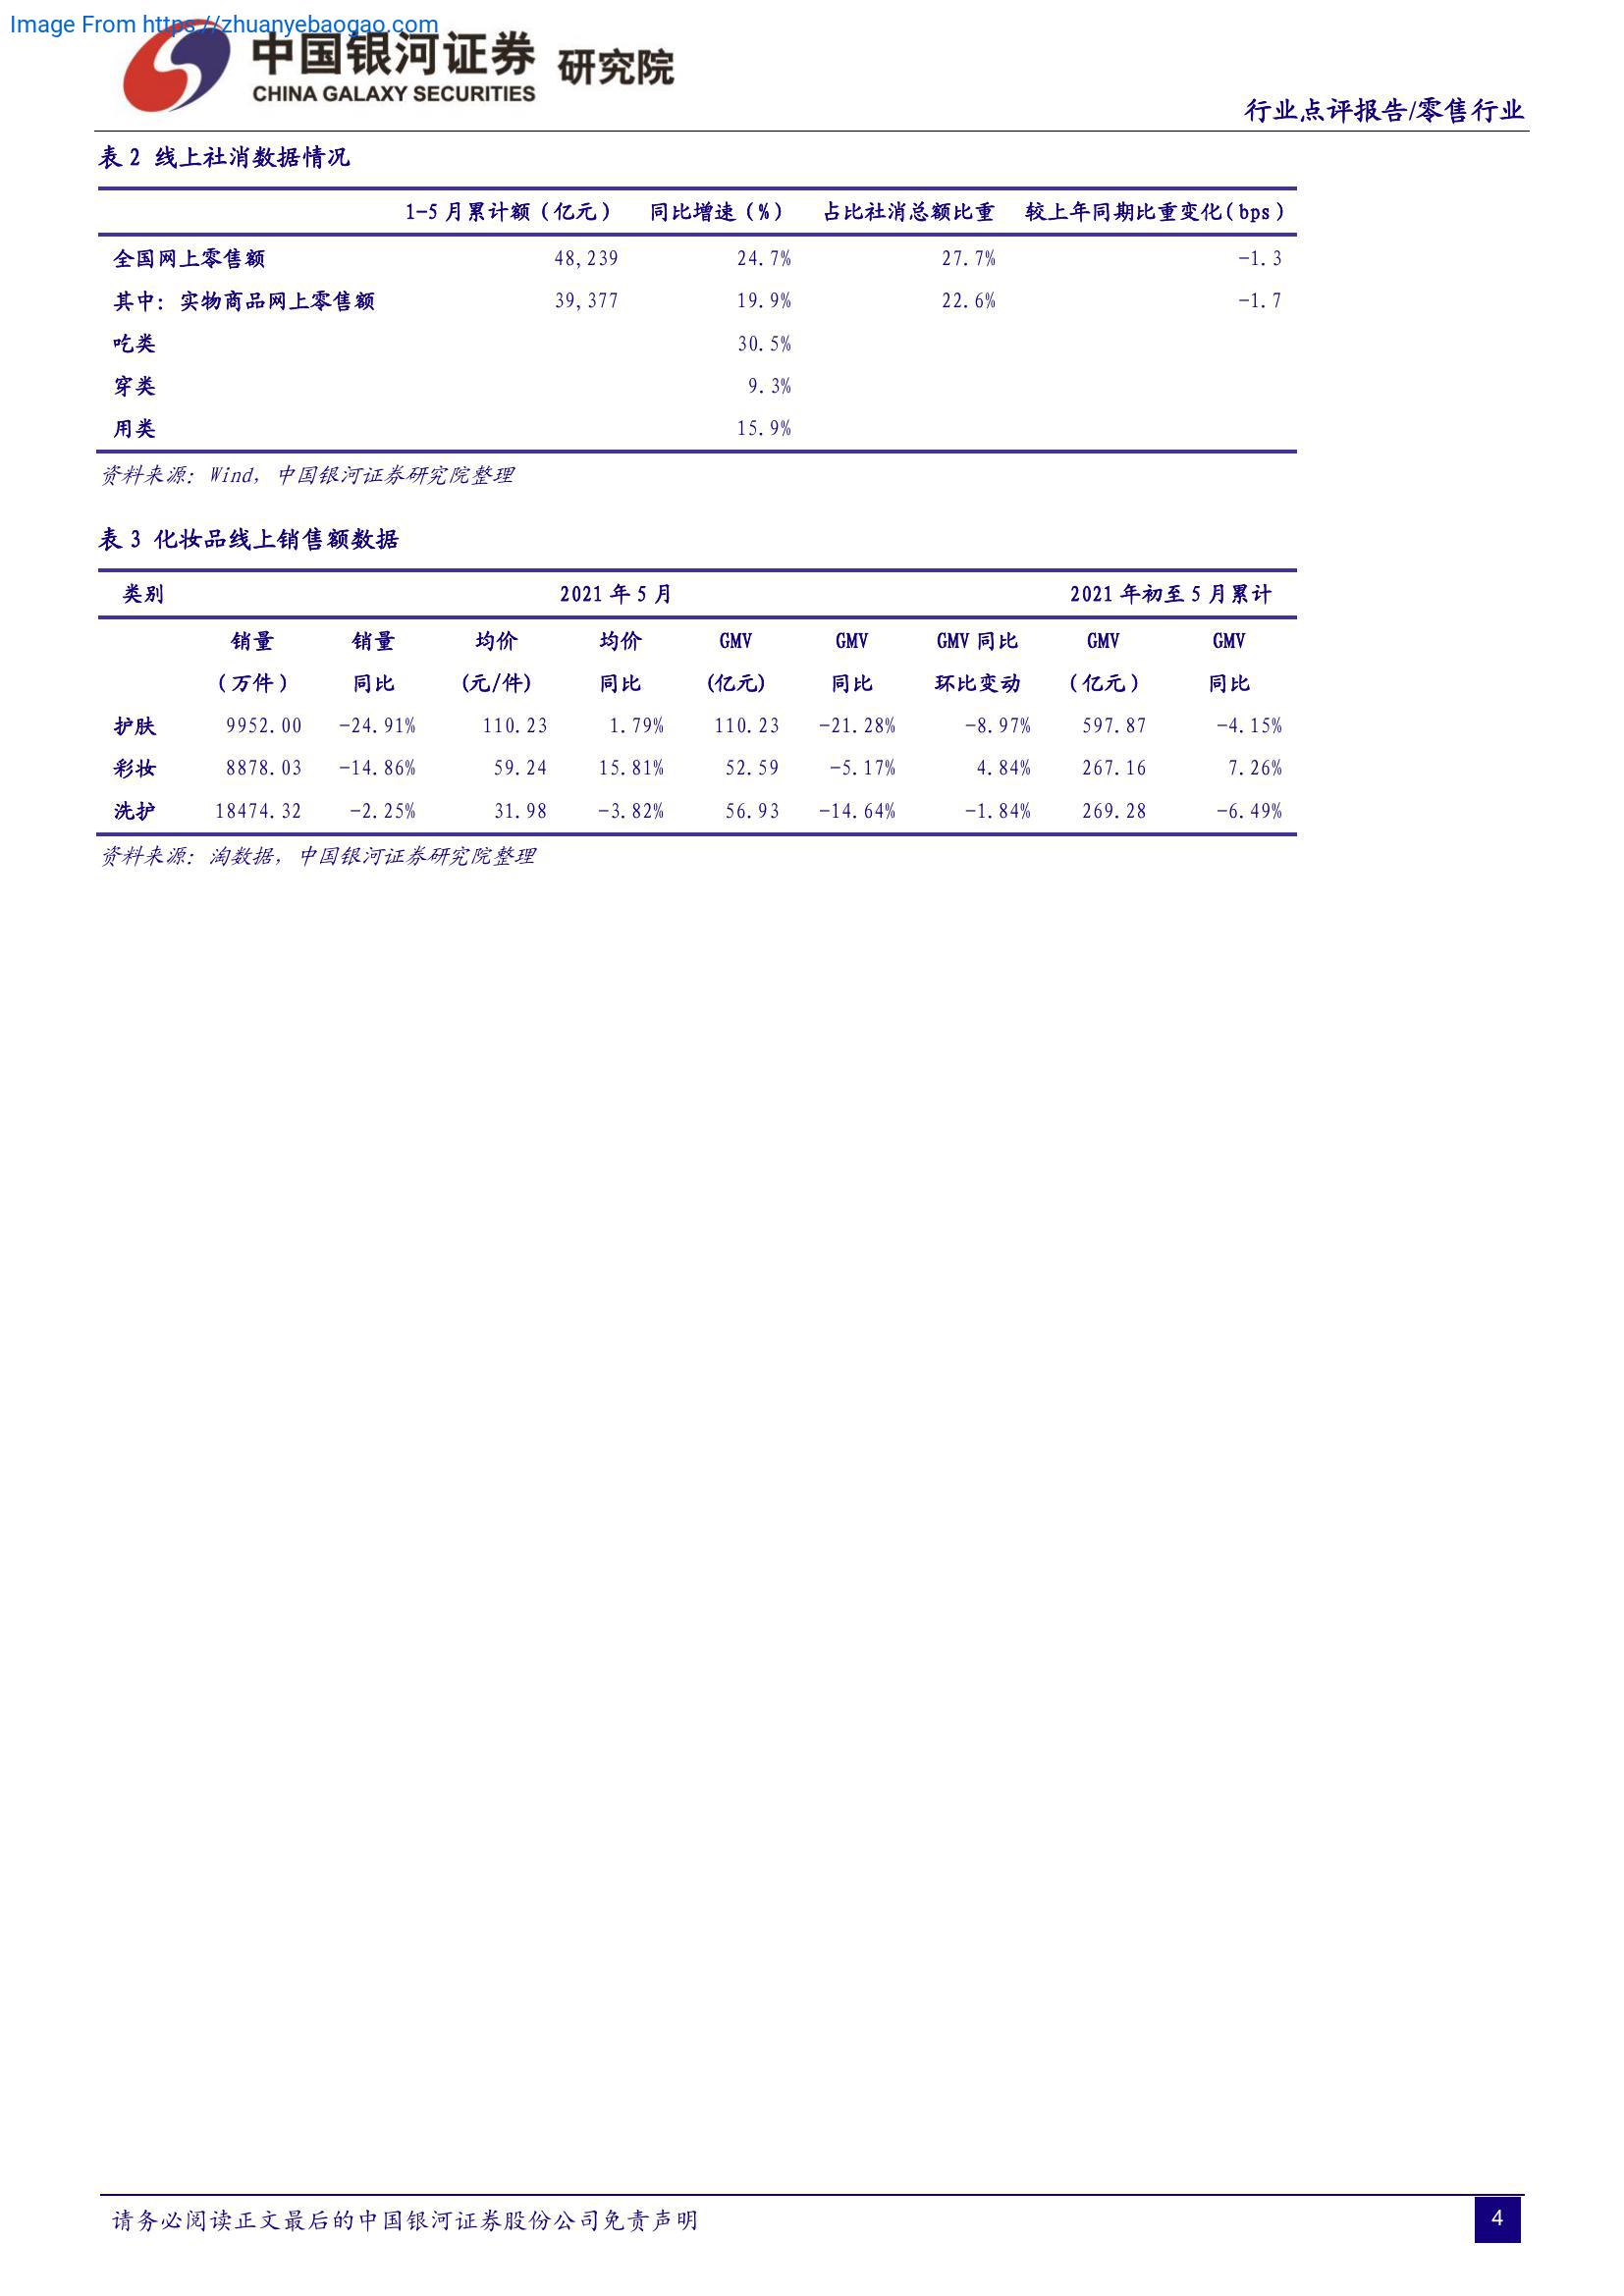 Image From https://zhuanyebaogao.com
中国银河证券 研究院
CHINA GALAXY SECURITIES
行业点评报告/零售行业
表 2 线上社消数据情况
1-5 月累计额（亿元） 同比增速（%） 占比社消总额比重 较上年同期比重变化(bps)
全国网上零售额 48,239 24.7% 27.7% -1.3
其中：实物商品网上零售额 39,377 19.9% 22.6% -1.7
吃类 30.5%
穿类 9.3%
用类 15.9%
资料来源：Wind，中国银河证券研究院整理
表 3 化妆品线上销售额数据
类别 2021 年 5 月 2021 年初至 5 月累计
销量 销量 均价 均价 GMV GMV GMV 同比 GMV GMV
（万件） 同比 (元/件) 同比 (亿元) 同比 环比变动 （亿元） 同比
护肤 9952.00 -24.91% 110.23 1.79% 110.23 -21.28% -8.97% 597.87 -4.15%
彩妆 8878.03 -14.86% 59.24 15.81% 52.59 -5.17% 4.84% 267.16 7.26%
洗护 18474.32 -2.25% 31.98 -3.82% 56.93 -14.64% -1.84% 269.28 -6.49%
资料来源：淘数据，中国银河证券研究院整理
请务必阅读正文最后的中国银河证券股份公司免责声明
4